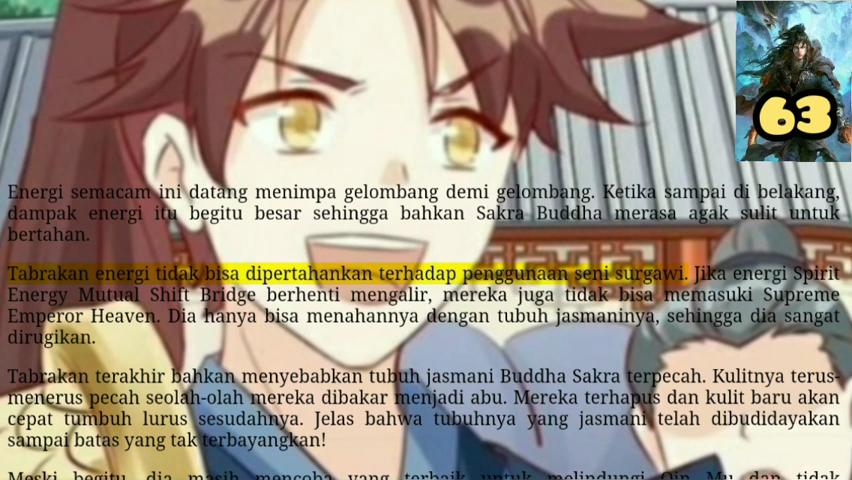 63
Energi semacam ini datang menimpa gelombang demi gelombang. Ketika sampai di belakang,
dampak energi itu begitu besar sehingga bahkan Sakra Buddha merasa agak sulit untuk
bertahan.
Tabrakan energi tidak bisa dipertahankan terhadap penggunaan seni surgawi. Jika energi Spirit
Energy Mutual Shift Bridge berhenti mengalir, mereka juga tidak bisa memasuki Supreme
Emperor Heaven. Dia hanya bisa menahannya dengan tubuh jasmaninya, sehingga dia sangat
dirugikan.
Tabrakan terakhir bahkan menyebabkan tubuh jasmani Buddha Sakra terpecah. Kulitnya terus-
menerus pecah seolah-olah mereka dibakar menjadi abu. Mereka terhapus dan kulit baru akan
cepat tumbuh lurus sesudahnya. Jelas bahwa tubuhnya yang jasmani telah dibudidayakan
sampai batas yang tak terbayangkan!
Meski begitu, dia masih mencoba yang terbaik untuk melindungi Qin Mu dan tidak